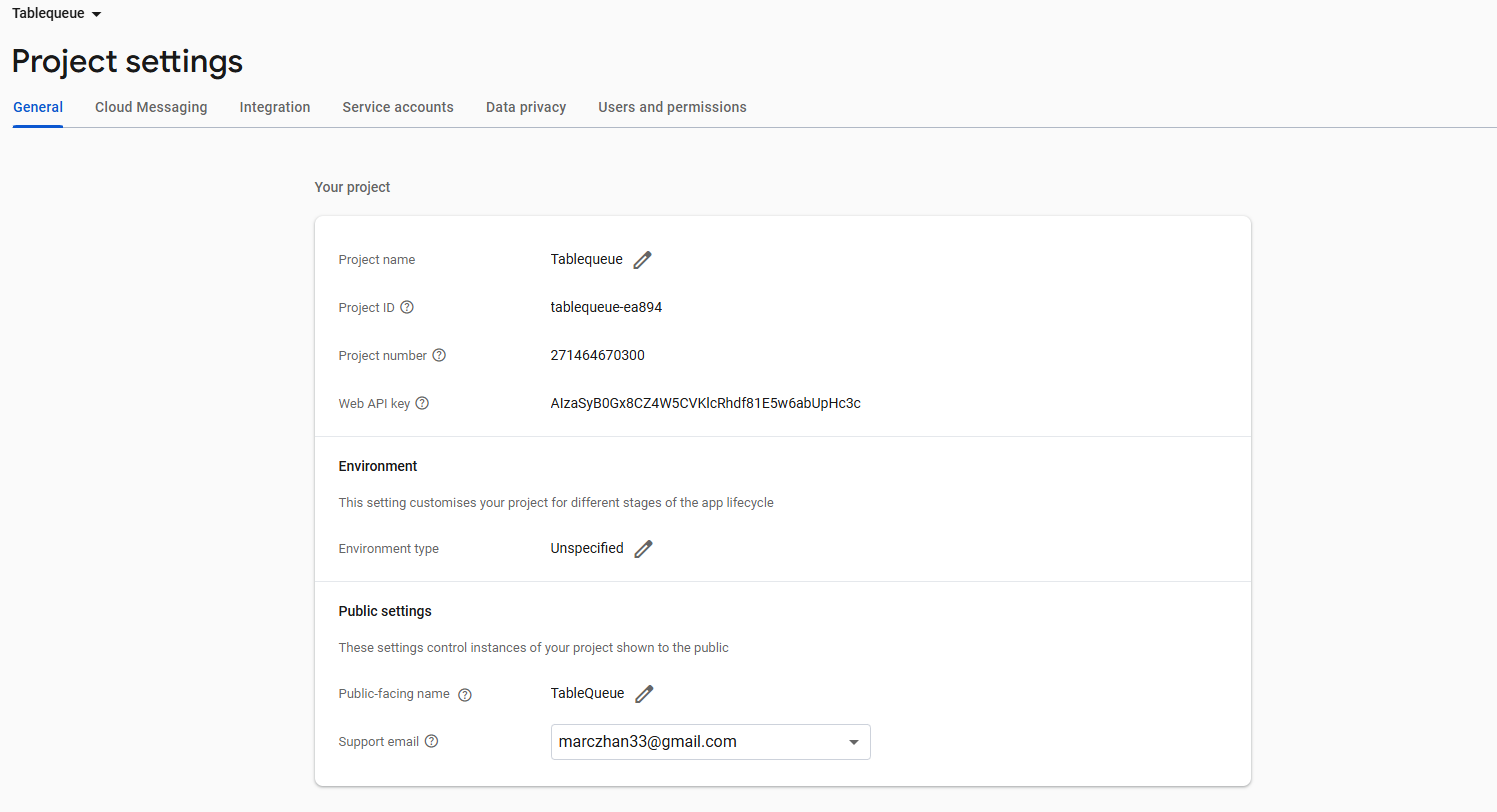 Tablequeue
Project settings
General Cloud Messaging Integration Service accounts Data privacy Users and permissions
Your project
Project name Tablequeue
Project ID tablequeue-ea894
Project number 271464670300
Web API key AIzaSyB0Gx8CZ4W5CVKlcRhdf81E5w6abUpHc3c
Environment
This setting customises your project for different stages of the app lifecycle
Environment type Unspecified
Public settings
These settings control instances of your project shown to the public
Public-facing name TableQueue
Support email marczhan33@gmail.com